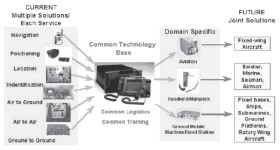 CURRENT
Multiple Solutions/
Each Service
Navigation
Positioning
Location
Indentification
Air to Ground
Air to Air
Ground to Ground
Common Technology
Base
Common Logistics
Common Training
Domain Specific
Aviation
Handheld/Manpack
Ground Mobile
Maritime/Fixed Station
FUTURE
Joint Solutions
Fixed-wing
Aircraft
Soldier,
Marine,
Seaman,
Airman
Fixed bases,
Ships,
Submarines,
Ground
Platforms,
Rotary Wing
Aircraft